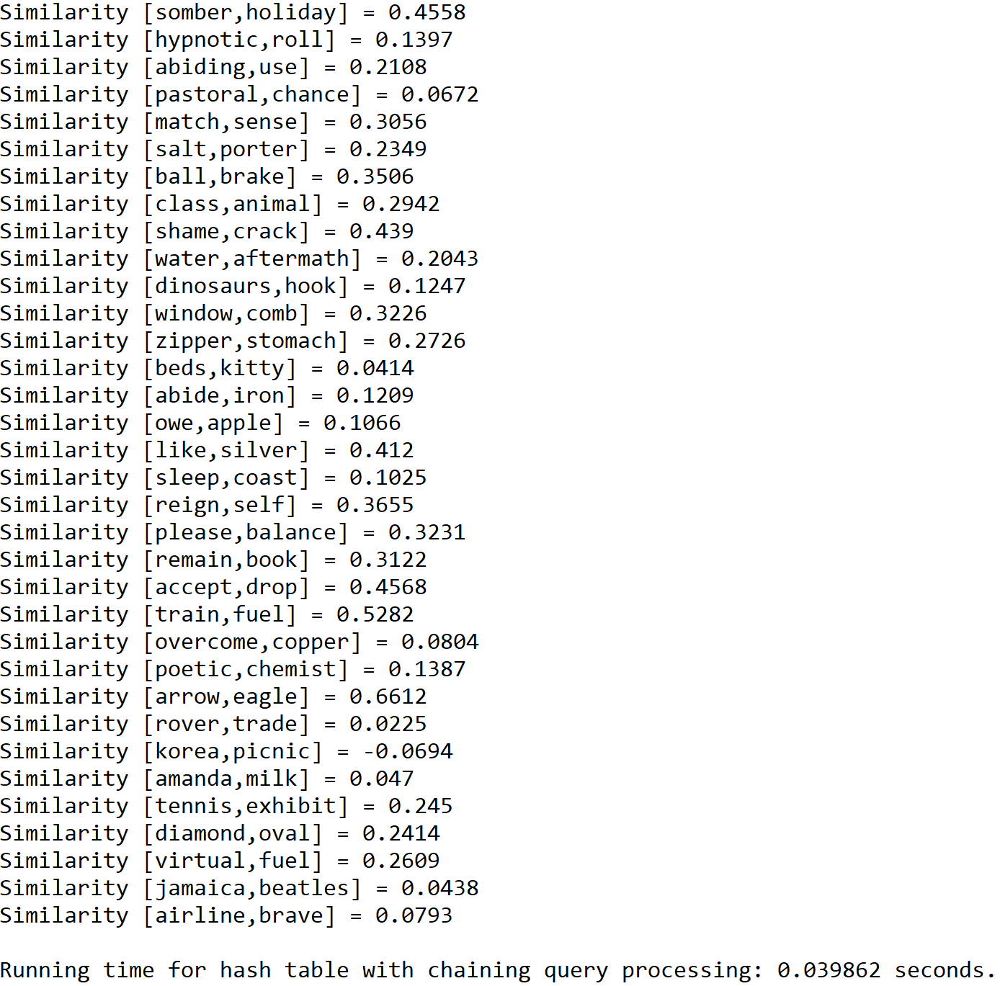 Similarity [somber,holiday] = 0.4558
Similarity [hypnotic,roll] = 0.1397
Similarity [abiding,use] = 0.2108
Similarity [pastoral,chance] = 0.0672
Similarity [match,sense] = 0.3056
Similarity [salt,porter] = 0.2349
Similarity [ball,brake] = 0.3506
Similarity [class,animal] = 0.2942
Similarity [shame,crack] = 0.439
Similarity [water,aftermath] = 0.2043
Similarity [dinosaurs,hook] = 0.1247
Similarity [window,comb] = 0.3226
Similarity [zipper,stomach] = 0.2726
Similarity [beds,kitty] = 0.0414
Similarity [abide,iron] = 0.1209
Similarity [owe,apple] = 0.1066
Similarity [like,silver] = 0.412
Similarity [sleep,coast] = 0.1025
Similarity [reign,self] = 0.3655
Similarity [please,balance] = 0.3231
Similarity [remain,book] = 0.3122
Similarity [accept,drop] = 0.4568
Similarity [train,fuel] = 0.5282
Similarity [overcome,copper] = 0.0804
Similarity [poetic,chemist] = 0.1387
Similarity [arrow,eagle] = 0.6612
Similarity [rover,trade] = 0.0225
Similarity [korea,picnic] = -0.0694
Similarity [amanda,milk] = 0.047
Similarity [tennis,exhibit] = 0.245
Similarity [diamond,oval] = 0.2414
Similarity [virtual,fuel] = 0.2609
Similarity [jamaica,beatles] = 0.0438
Similarity [airline,brave] = 0.0793
Running time for hash table with chaining query processing: 0.039862 seconds.